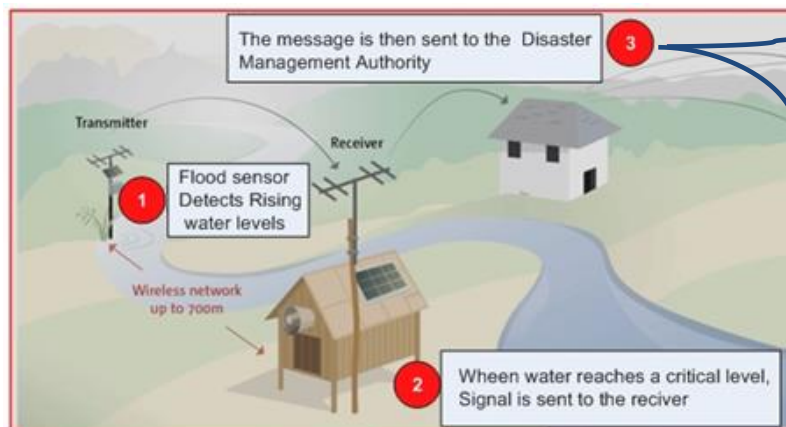 The message is then sent to the Disaster
Management Authority
3
Transmitter
Receiver
1
Flood sensor
Detects Rising
water levels
Wireless network
up to 700m
2
Wheen water reaches a critical level,
Signal is sent to the reciver